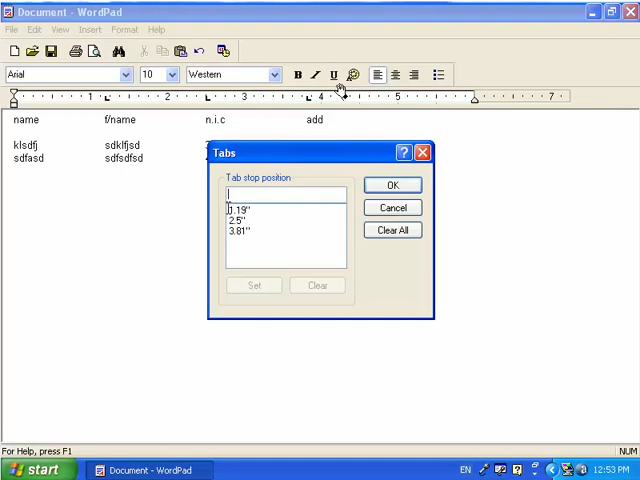 Document - WordPad
File Edit View Insert Format Help
Arial 10 Western B I U
1 2 3 4 5 7
name f/name n.i.c add
klsdfj sdklfjsd
sdfasd sdfsdfsd
Tabs
Tab stop position
1.19"
2.5"
3.81"
OK
Cancel
Clear All
Set Clear
For Help, press F1 NUM
start Document - WordPad EN 12:53 PM